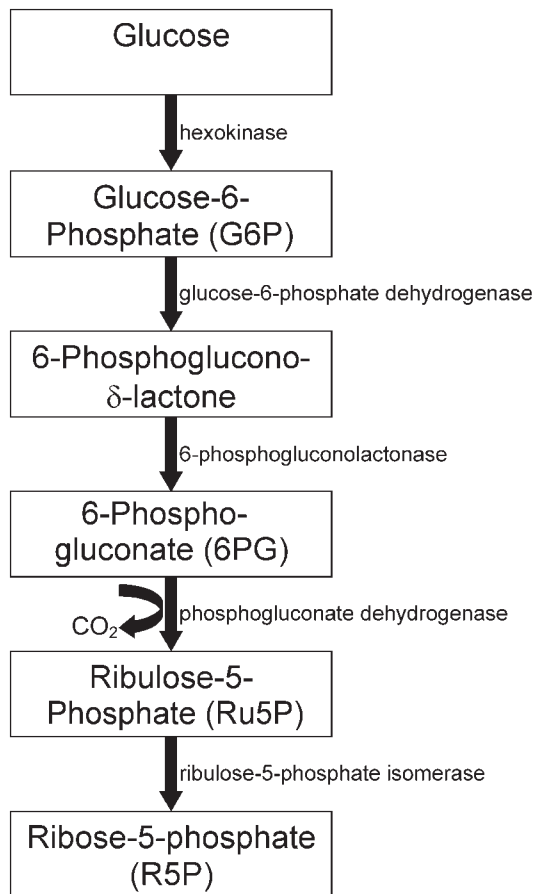 Glucose
hexokinase
Glucose-6-
Phosphate (G6P)
glucose-6-phosphate dehydrogenase
6-Phosphoglucono-
δ-lactone
6-phosphogluconolactonase
6-Phospho-
gluconate (6PG)
phosphogluconate dehydrogenase
CO₂
Ribulose-5-
Phosphate (Ru5P)
ribulose-5-phosphate isomerase
Ribose-5-phosphate
(R5P)